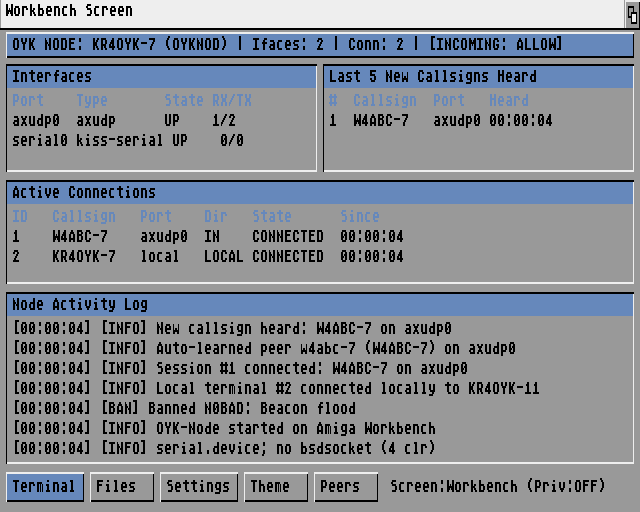 Workbench Screen
OYK NODE: KR4OYK-7 (OYKNOD) | Ifaces: 2 | Conn: 2 | [INCOMING: ALLOW]
Interfaces
Port Type State RX/TX
axudp0 axudp UP 1/2
serial0 kiss-serial UP 0/0
Last 5 New Callsigns Heard
# Callsign Port Heard
1 W4ABC-7 axudp0 00:00:04
Active Connections
ID Callsign Port Dir State Since
1 W4ABC-7 axudp0 IN CONNECTED 00:00:04
2 KR4OYK-7 local LOCAL CONNECTED 00:00:04
Node Activity Log
[00:00:04] [INFO] New callsign heard: W4ABC-7 on axudp0
[00:00:04] [INFO] Auto-learned peer w4abc-7 (W4ABC-7) on axudp0
[00:00:04] [INFO] Session #1 connected: W4ABC-7 on axudp0
[00:00:04] [INFO] Local terminal #2 connected locally to KR4OYK-11
[00:00:04] [BAN] Banned N0BAD: Beacon flood
[00:00:04] [INFO] OYK-Node started on Amiga Workbench
[00:00:04] [INFO] serial.device; no bsdsocket (4 clr)
Terminal Files Settings Theme Peers Screen:Workbench (Priv:OFF)